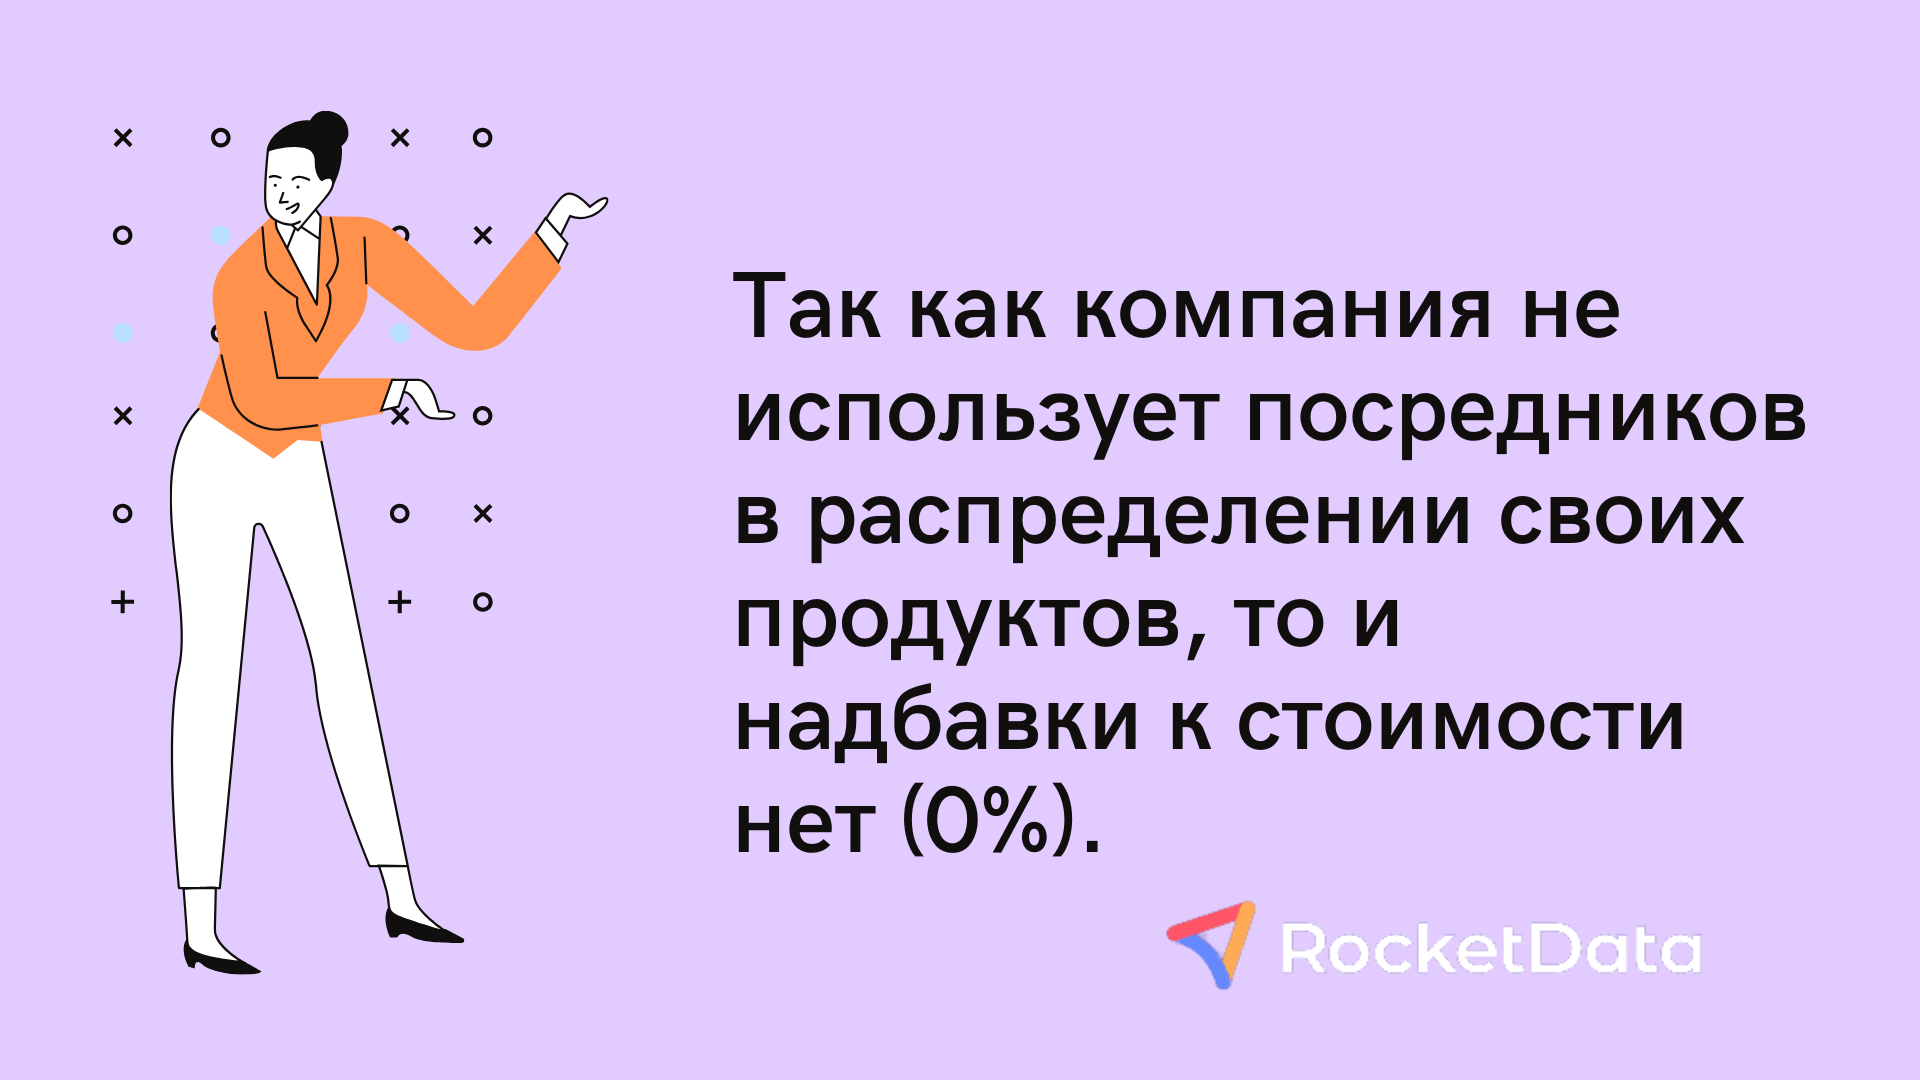 Так как компания не
использует посредников
в распределении своих
продуктов, то и
надбавки к стоимости
нет (0%).
RocketData